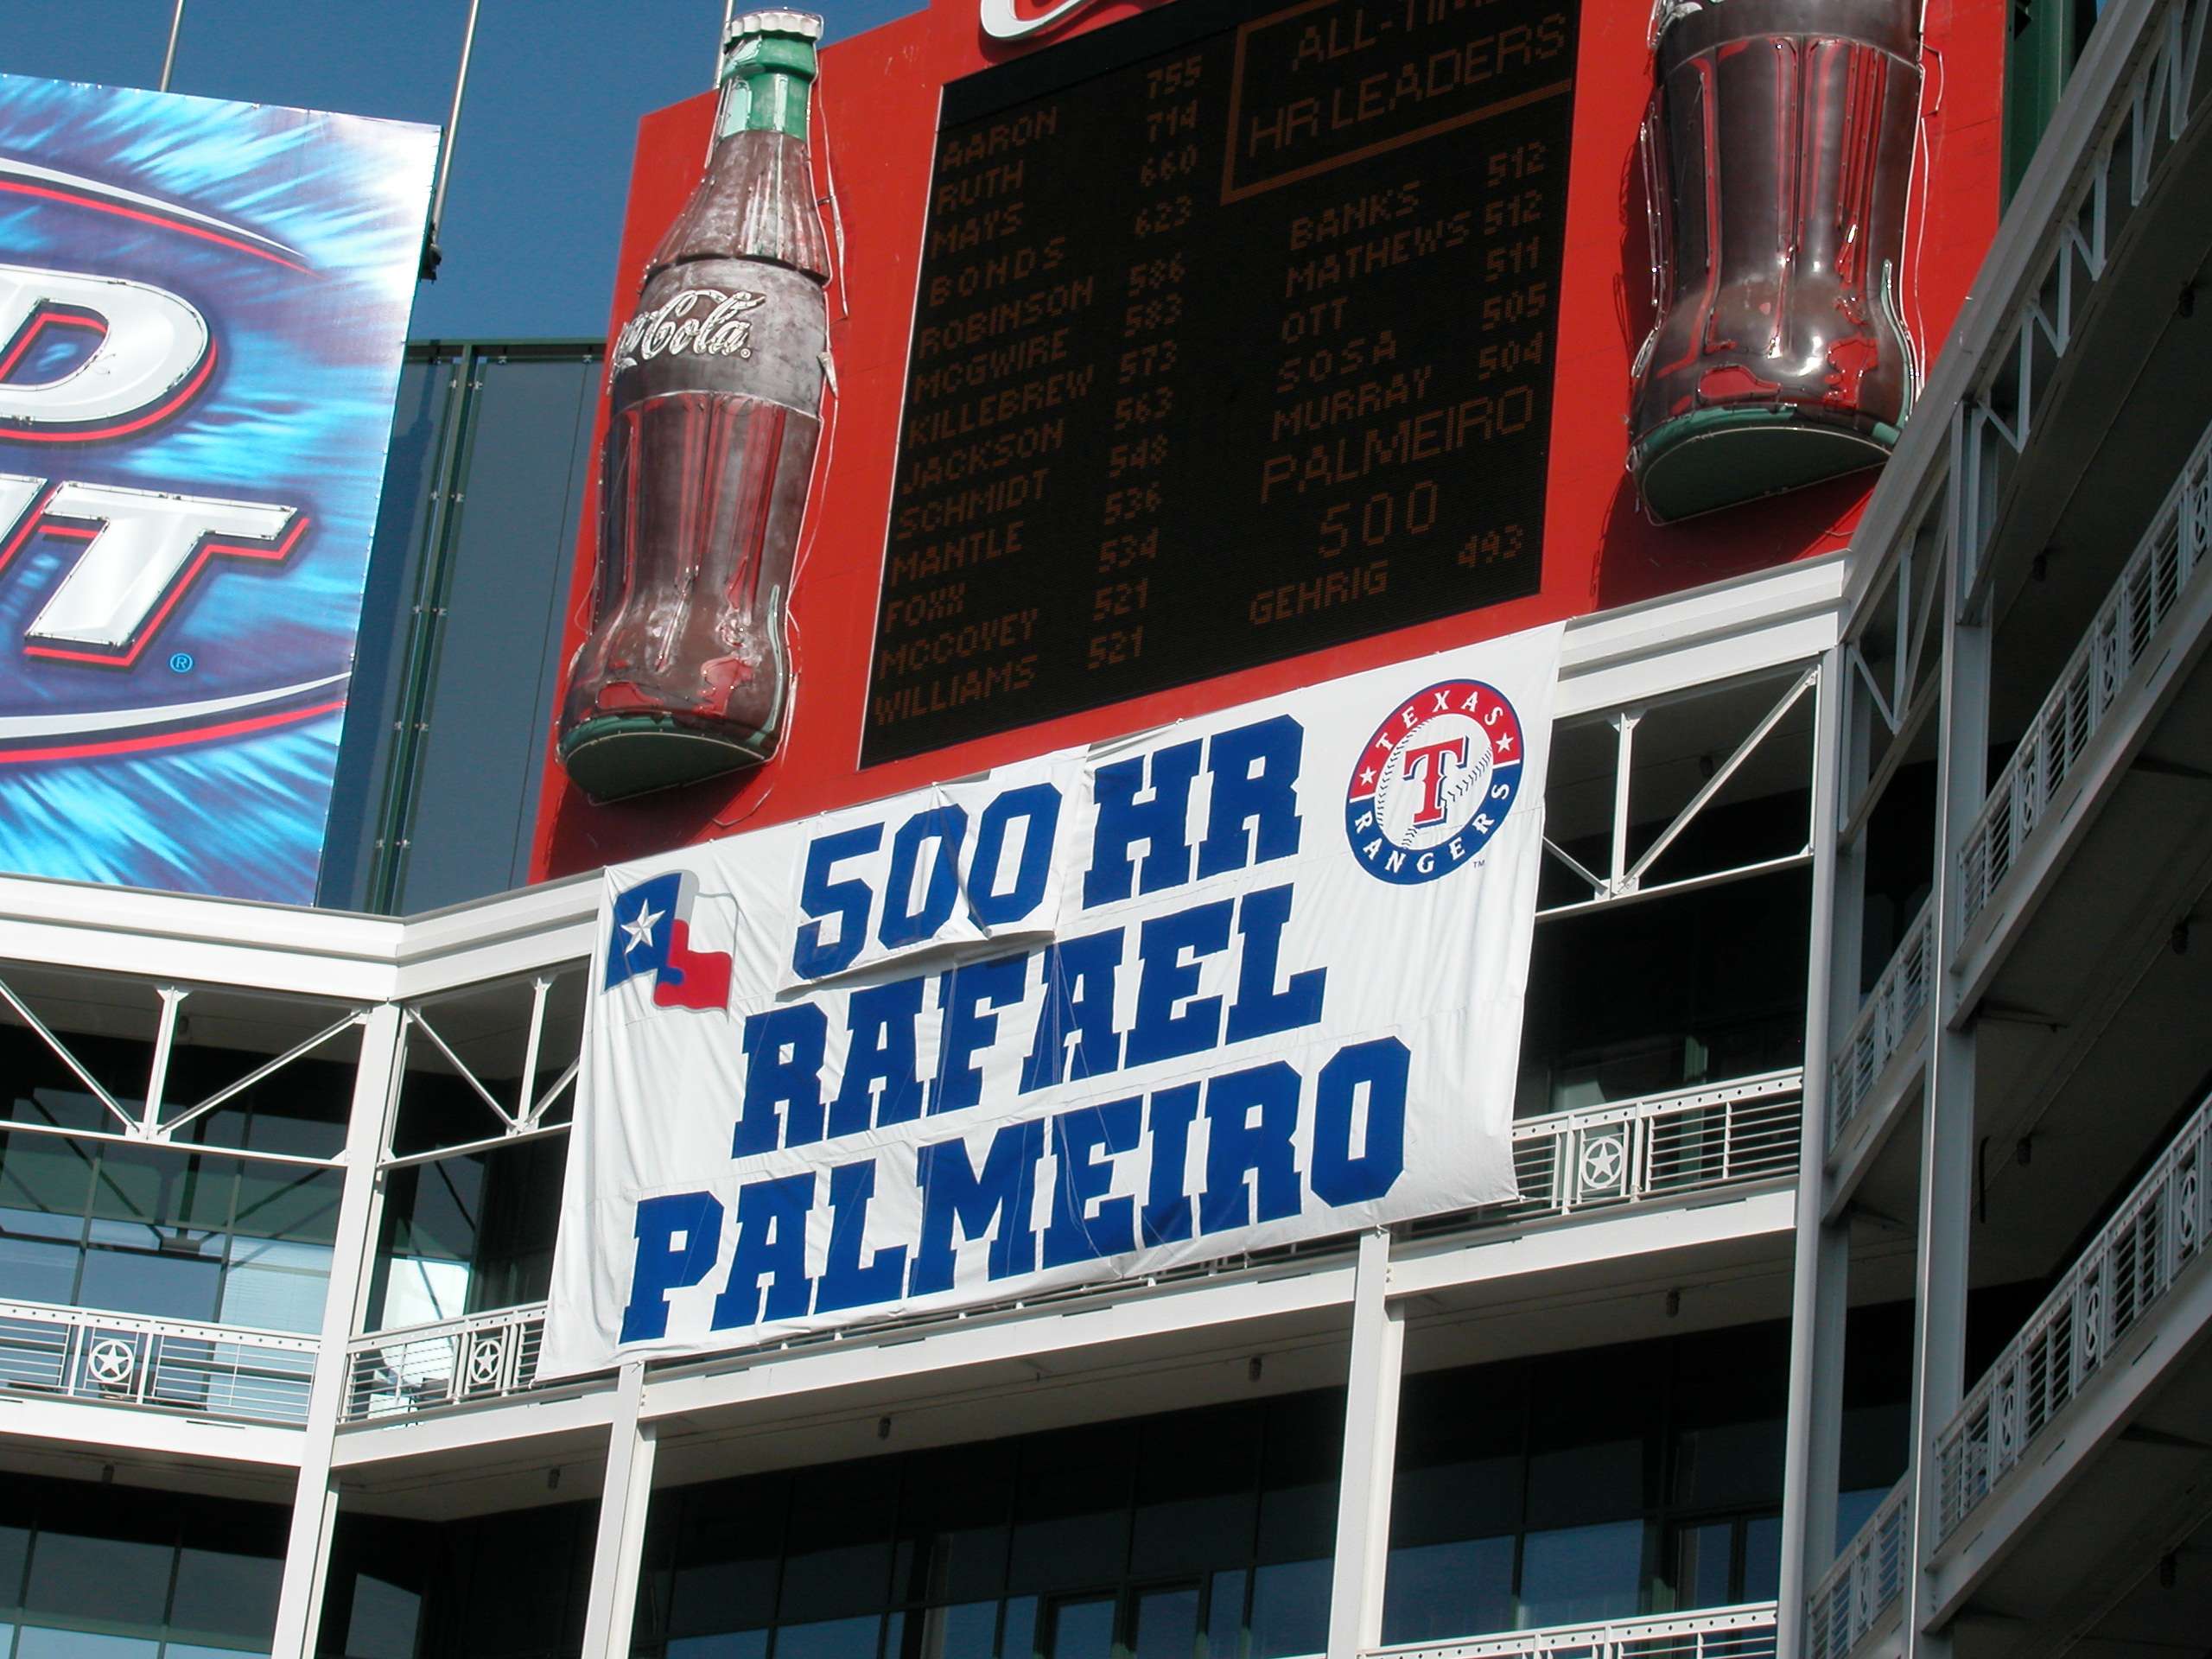 D
T®
Coca-Cola®
ALL-TIME
HR LEADERS
AARON 755
RUTH 714
MAYS 660
BONDS 623
ROBINSON 586
MCGWIRE 583
KILLEBREW 573
JACKSON 563
SCHMIDT 548
MANTLE 536
FOXX 534
MCCOVEY 521
WILLIAMS 521
BANKS 512
MATHEWS 512
OTT 511
SOSA 505
MURRAY 504
PALMEIRO
500
GEHRIG 493
500 HR
RAFAEL
PALMEIRO
TEXAS
T
RANGERS
TM